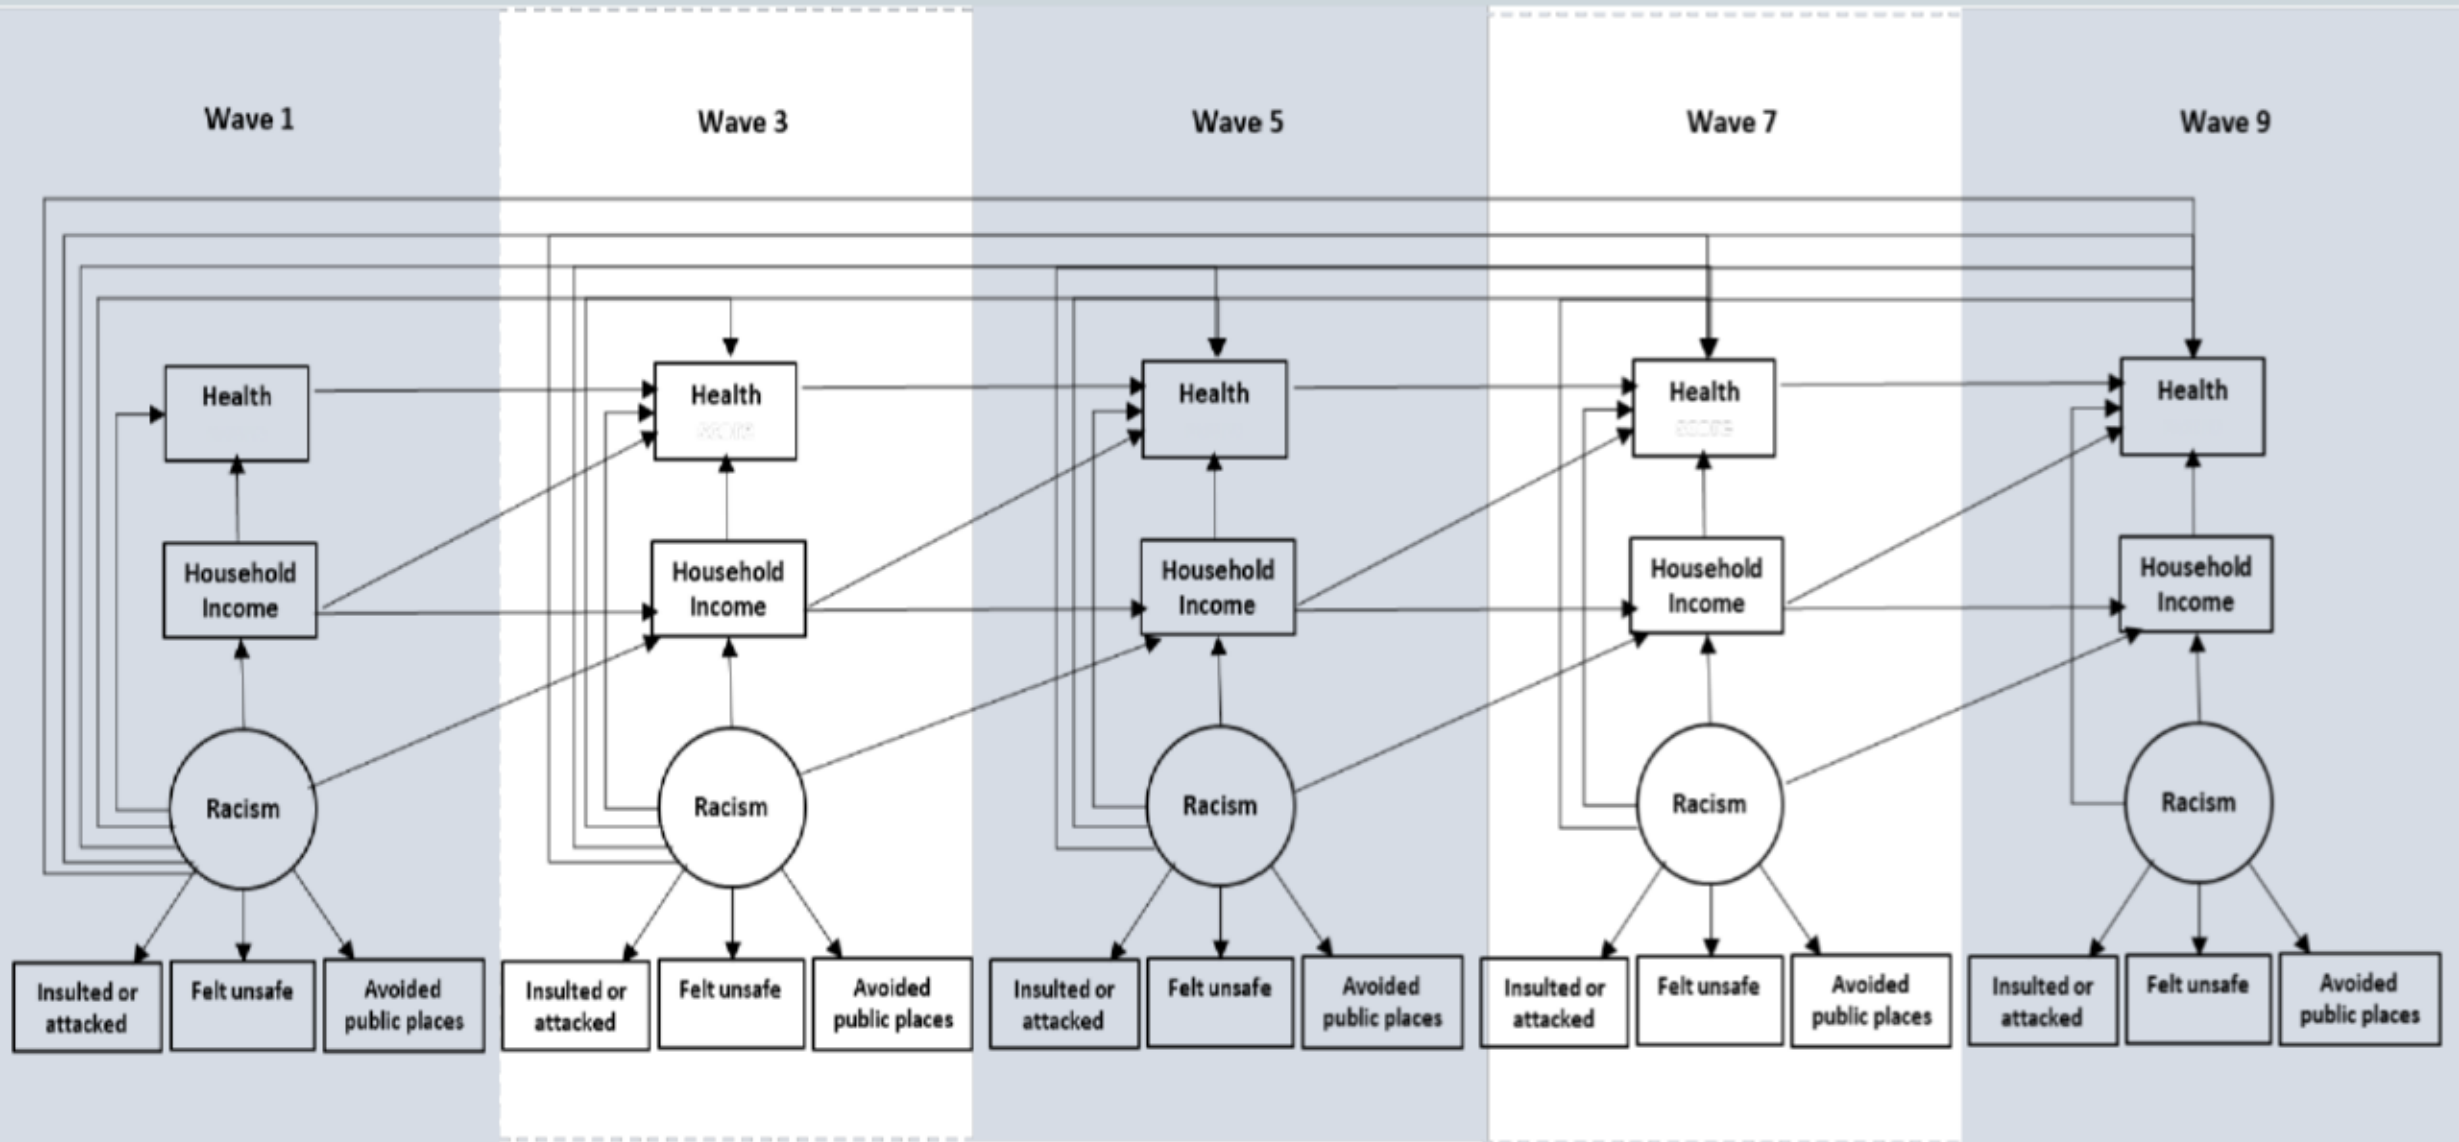 Wave 1
Wave 3
Wave 5
Wave 7
Wave 9
Health
Health
score
Health
Health
score
Health
Household
Income
Household
Income
Household
Income
Household
Income
Household
Income
Racism
Racism
Racism
Racism
Racism
Insulted or
attacked
Felt unsafe
Avoided
public places
Insulted or
attacked
Felt unsafe
Avoided
public places
Insulted or
attacked
Felt unsafe
Avoided
public places
Insulted or
attacked
Felt unsafe
Avoided
public places
Insulted or
attacked
Felt unsafe
Avoided
public places